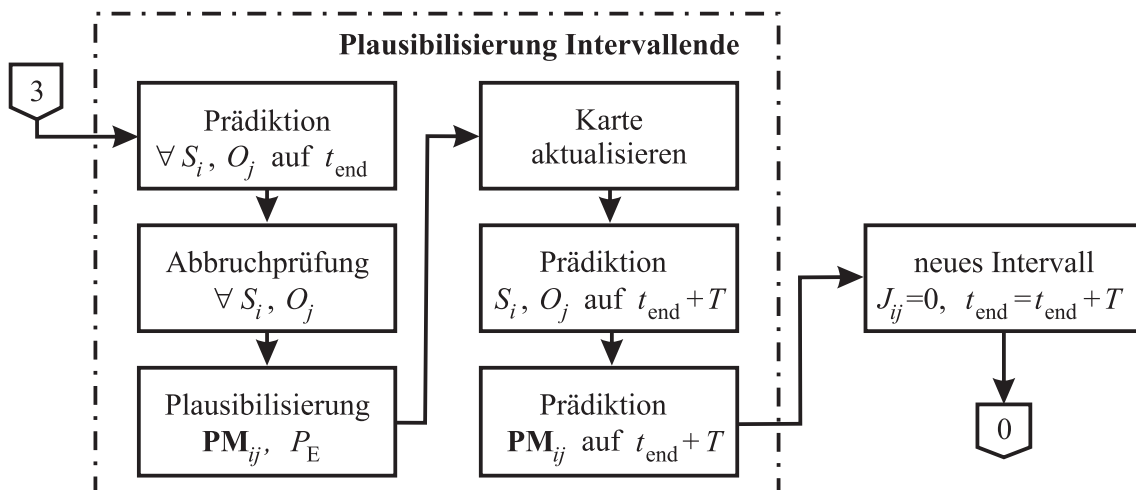 Plausibilisierung Intervallende
3
Prädiktion
∀ S_i, O_j auf t_end
Abbruchprüfung
∀ S_i, O_j
Plausibilisierung
PM_ij, P_E
Karte
aktualisieren
Prädiktion
S_i, O_j auf t_end+T
Prädiktion
PM_ij auf t_end+T
neues Intervall
J_ij=0, t_end=t_end+T
0